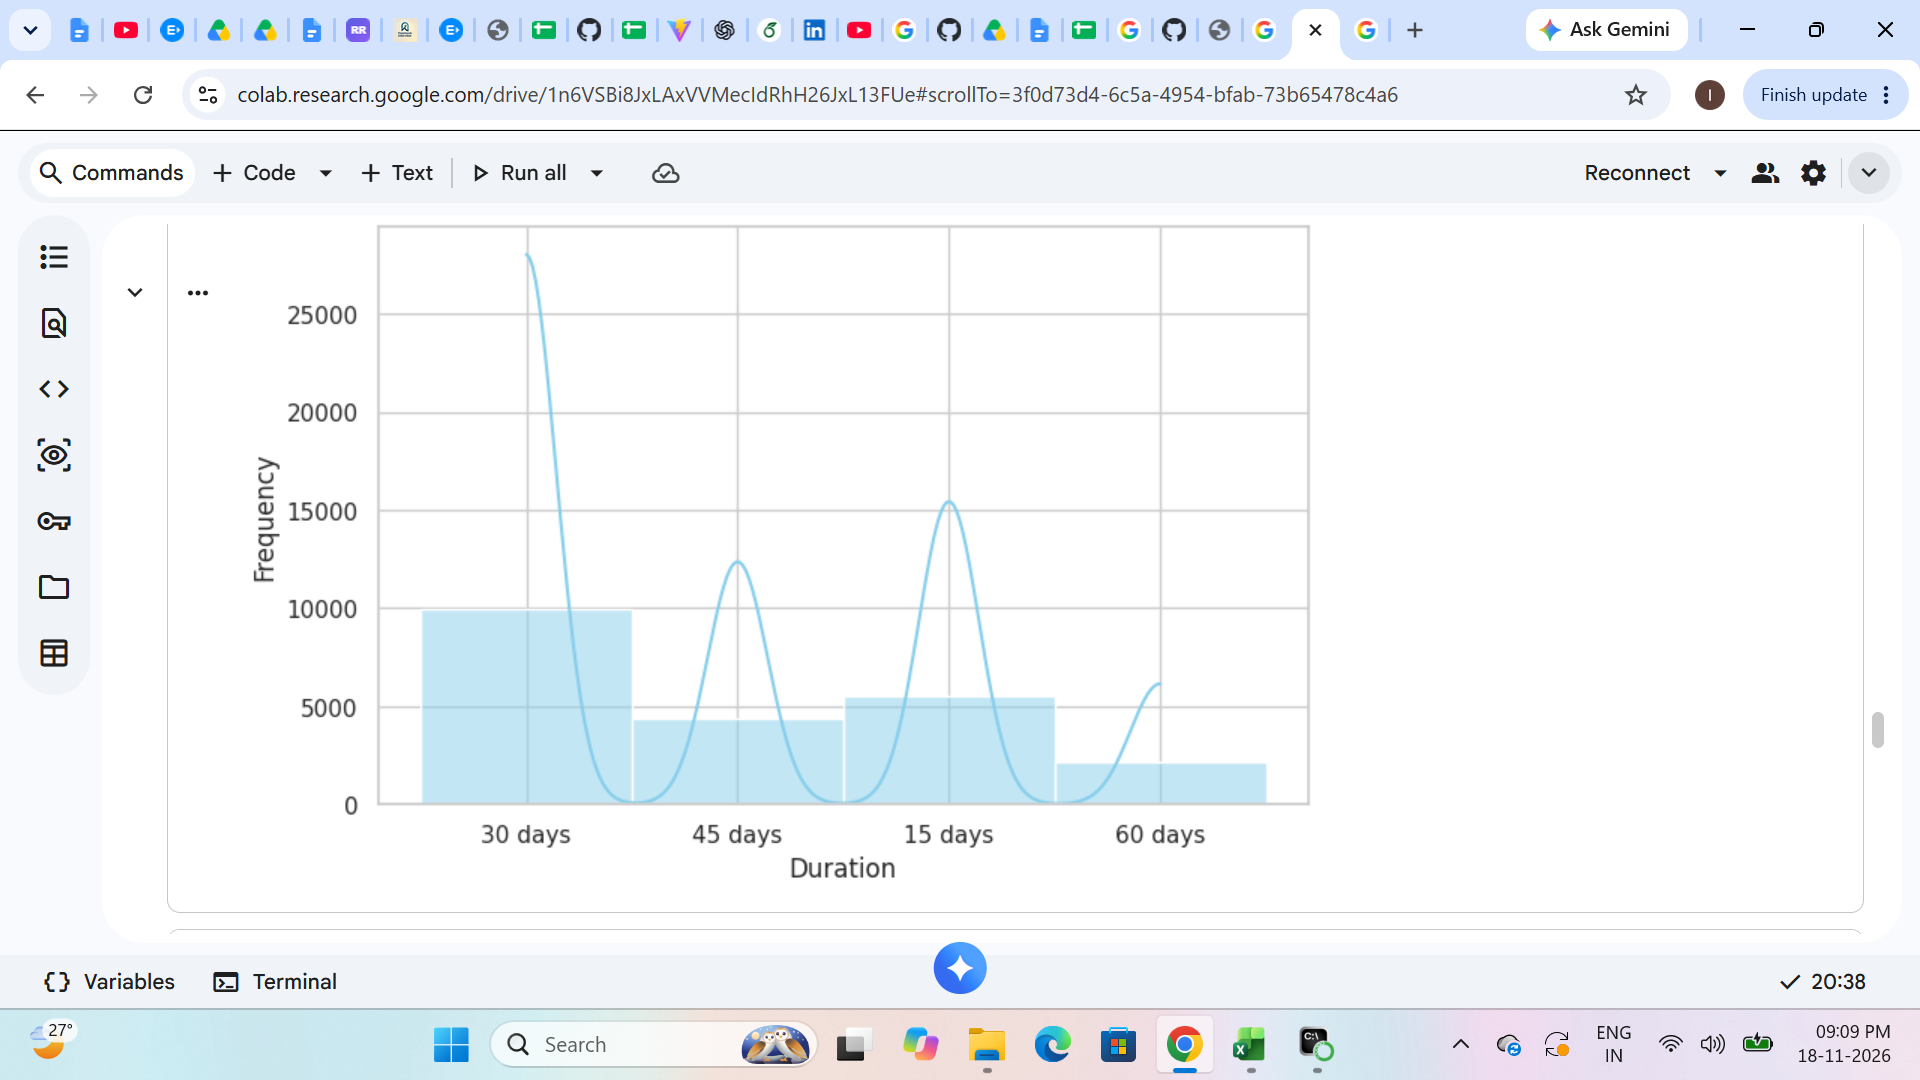 Ask Gemini
colab.research.google.com/drive/1n6VSBi8JxLAxVVMecIdRhH26JxL13FUe#scrollTo=3f0d73d4-6c5a-4954-bfab-73b65478c4a6
I
Finish update
Commands
+ Code
+ Text
Run all
Reconnect
25000
20000
15000
10000
5000
0
Frequency
30 days
45 days
15 days
60 days
Duration
Variables
Terminal
20:38
27°
Search
ENG
IN
09:09 PM
18-11-2026